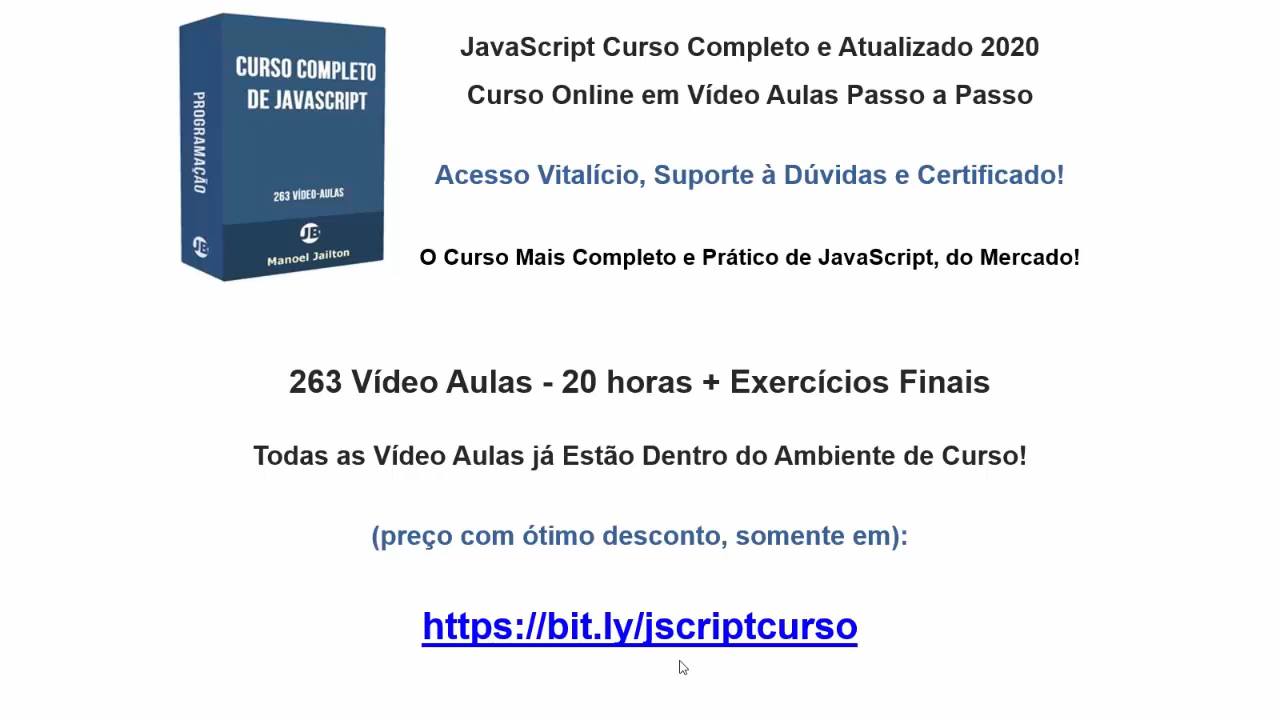 CURSO COMPLETO
DE JAVASCRIPT
PROGRAMAÇÃO
263 VÍDEO-AULAS
JB
JB
Manoel Jailton
JavaScript Curso Completo e Atualizado 2020
Curso Online em Vídeo Aulas Passo a Passo
Acesso Vitalício, Suporte à Dúvidas e Certificado!
O Curso Mais Completo e Prático de JavaScript, do Mercado!
263 Vídeo Aulas - 20 horas + Exercícios Finais
Todas as Vídeo Aulas já Estão Dentro do Ambiente de Curso!
(preço com ótimo desconto, somente em):
https://bit.ly/jscriptcurso